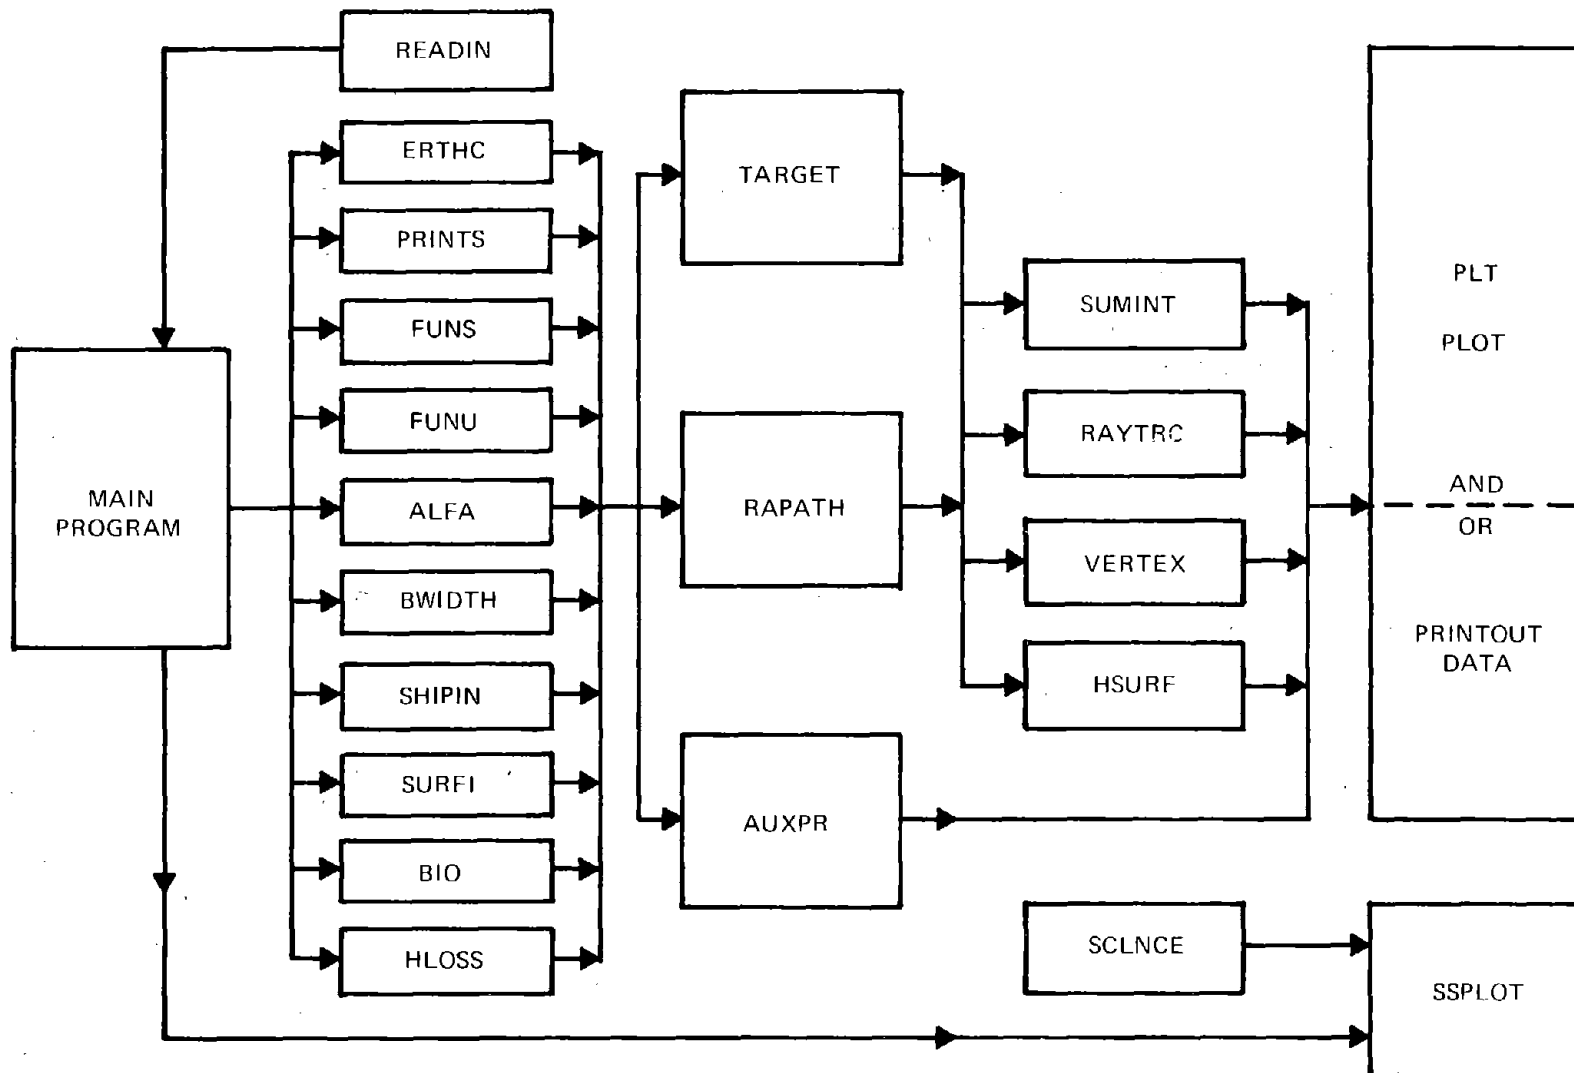 READIN
ERTHC
PRINTS
FUNS
FUNU
ALFA
BWIDTH
SHIPIN
SURFI
BIO
HLOSS
MAIN
PROGRAM
TARGET
RAPATH
AUXPR
SUMINT
RAYTRC
VERTEX
HSURF
SCLNCE
PLT
PLOT
AND
OR
PRINTOUT
DATA
SSPLOT